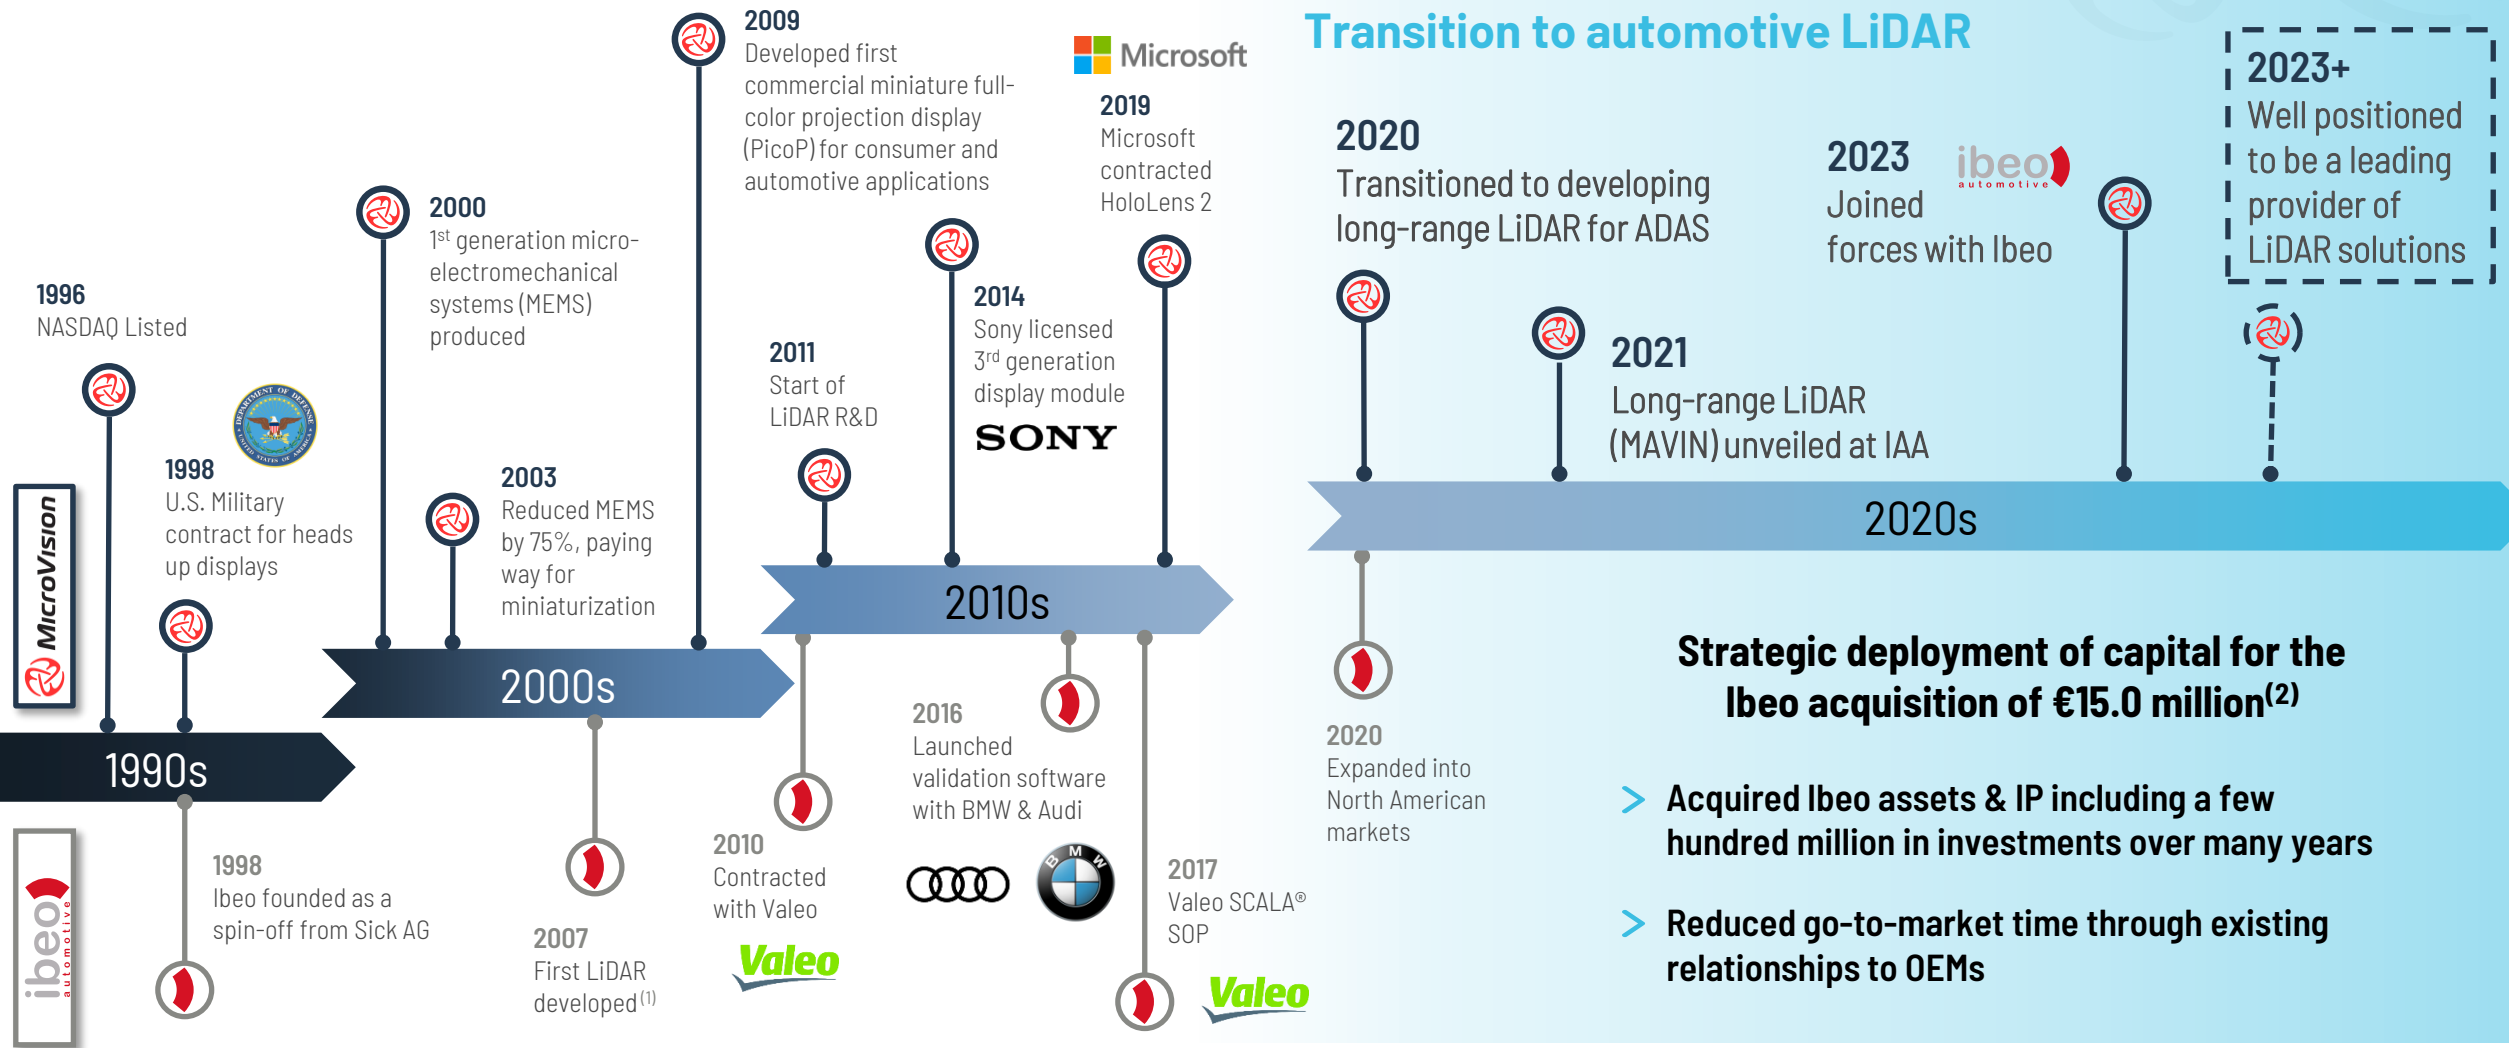 MicroVision
ibeo
automotive
1996
NASDAQ Listed
DEPARTMENT OF DEFENSE
UNITED STATES OF AMERICA
1998
U.S. Military
contract for heads
up displays
2000
1st generation micro-
electromechanical
systems (MEMS)
produced
2003
Reduced MEMS
by 75%, paying
way for
miniaturization
2009
Developed first
commercial miniature full-
color projection display
(PicoP) for consumer and
automotive applications
2011
Start of
LiDAR R&D
2014
Sony licensed
3rd generation
display module
SONY
Microsoft
2019
Microsoft
contracted
HoloLens 2
1990s
2000s
2010s
1998
Ibeo founded as a
spin-off from Sick AG
2007
First LiDAR
developed (1)
2010
Contracted
with Valeo
Valeo
2016
Launched
validation software
with BMW & Audi
BMW
2017
Valeo SCALA®
SOP
Valeo
Transition to automotive LiDAR
2020
Transitioned to developing
long-range LiDAR for ADAS
2021
Long-range LiDAR
(MAVIN) unveiled at IAA
2023
Joined
forces with Ibeo
ibeo
automotive
2023+
Well positioned
to be a leading
provider of
LiDAR solutions
2020s
2020
Expanded into
North American
markets
Strategic deployment of capital for the
Ibeo acquisition of €15.0 million(2)
> Acquired Ibeo assets & IP including a few
hundred million in investments over many years
> Reduced go-to-market time through existing
relationships to OEMs